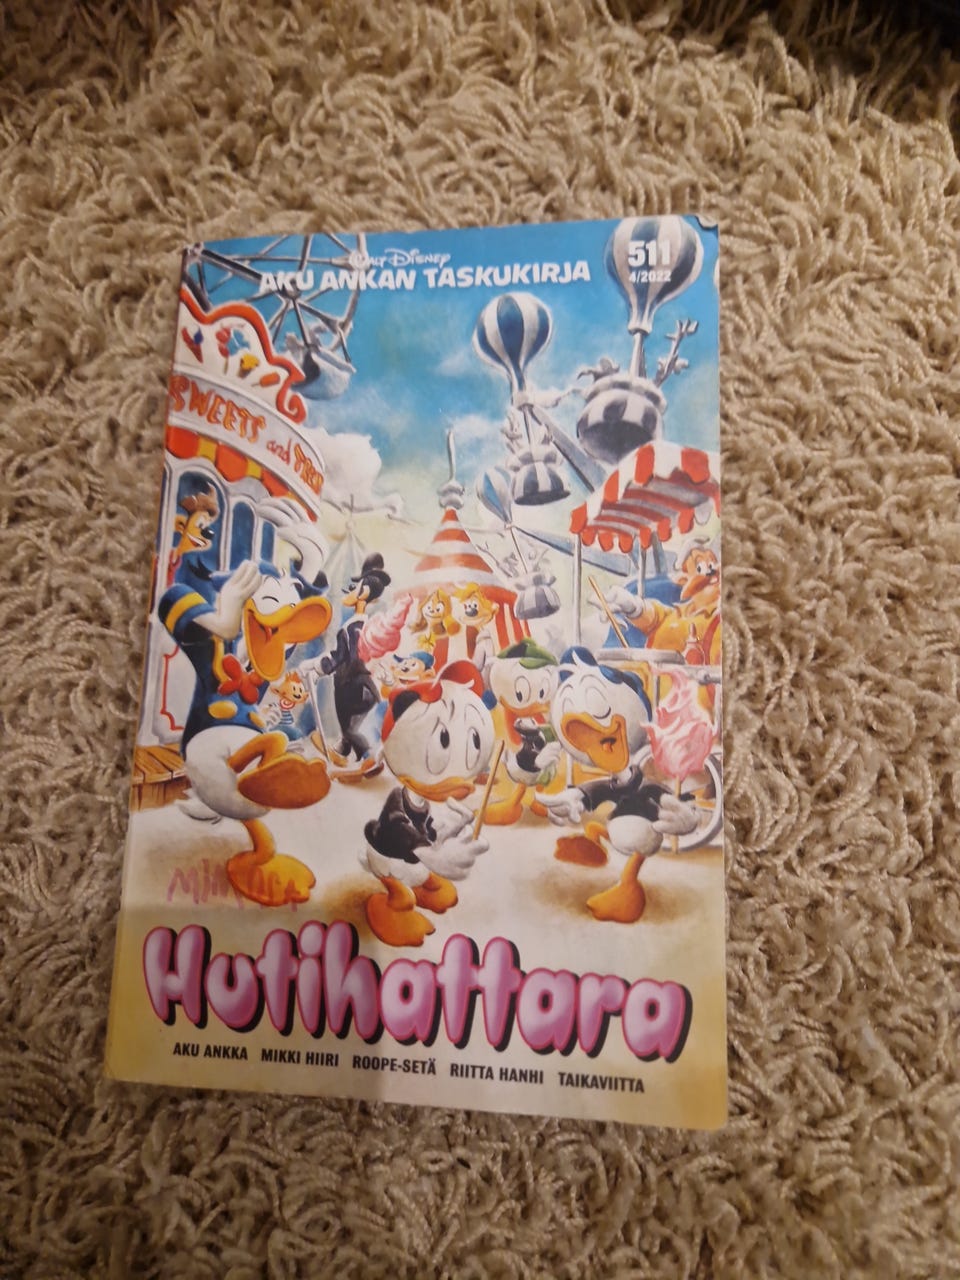 WALT DISNEY
AKU ANKAN TASKUKIRJA
511
4/2022
SWEETS and
Hutihattara
AKU ANKKA MIKKI HIIRI ROOPE-SETÄ RIITTA HANHI TAIKAVIITTA